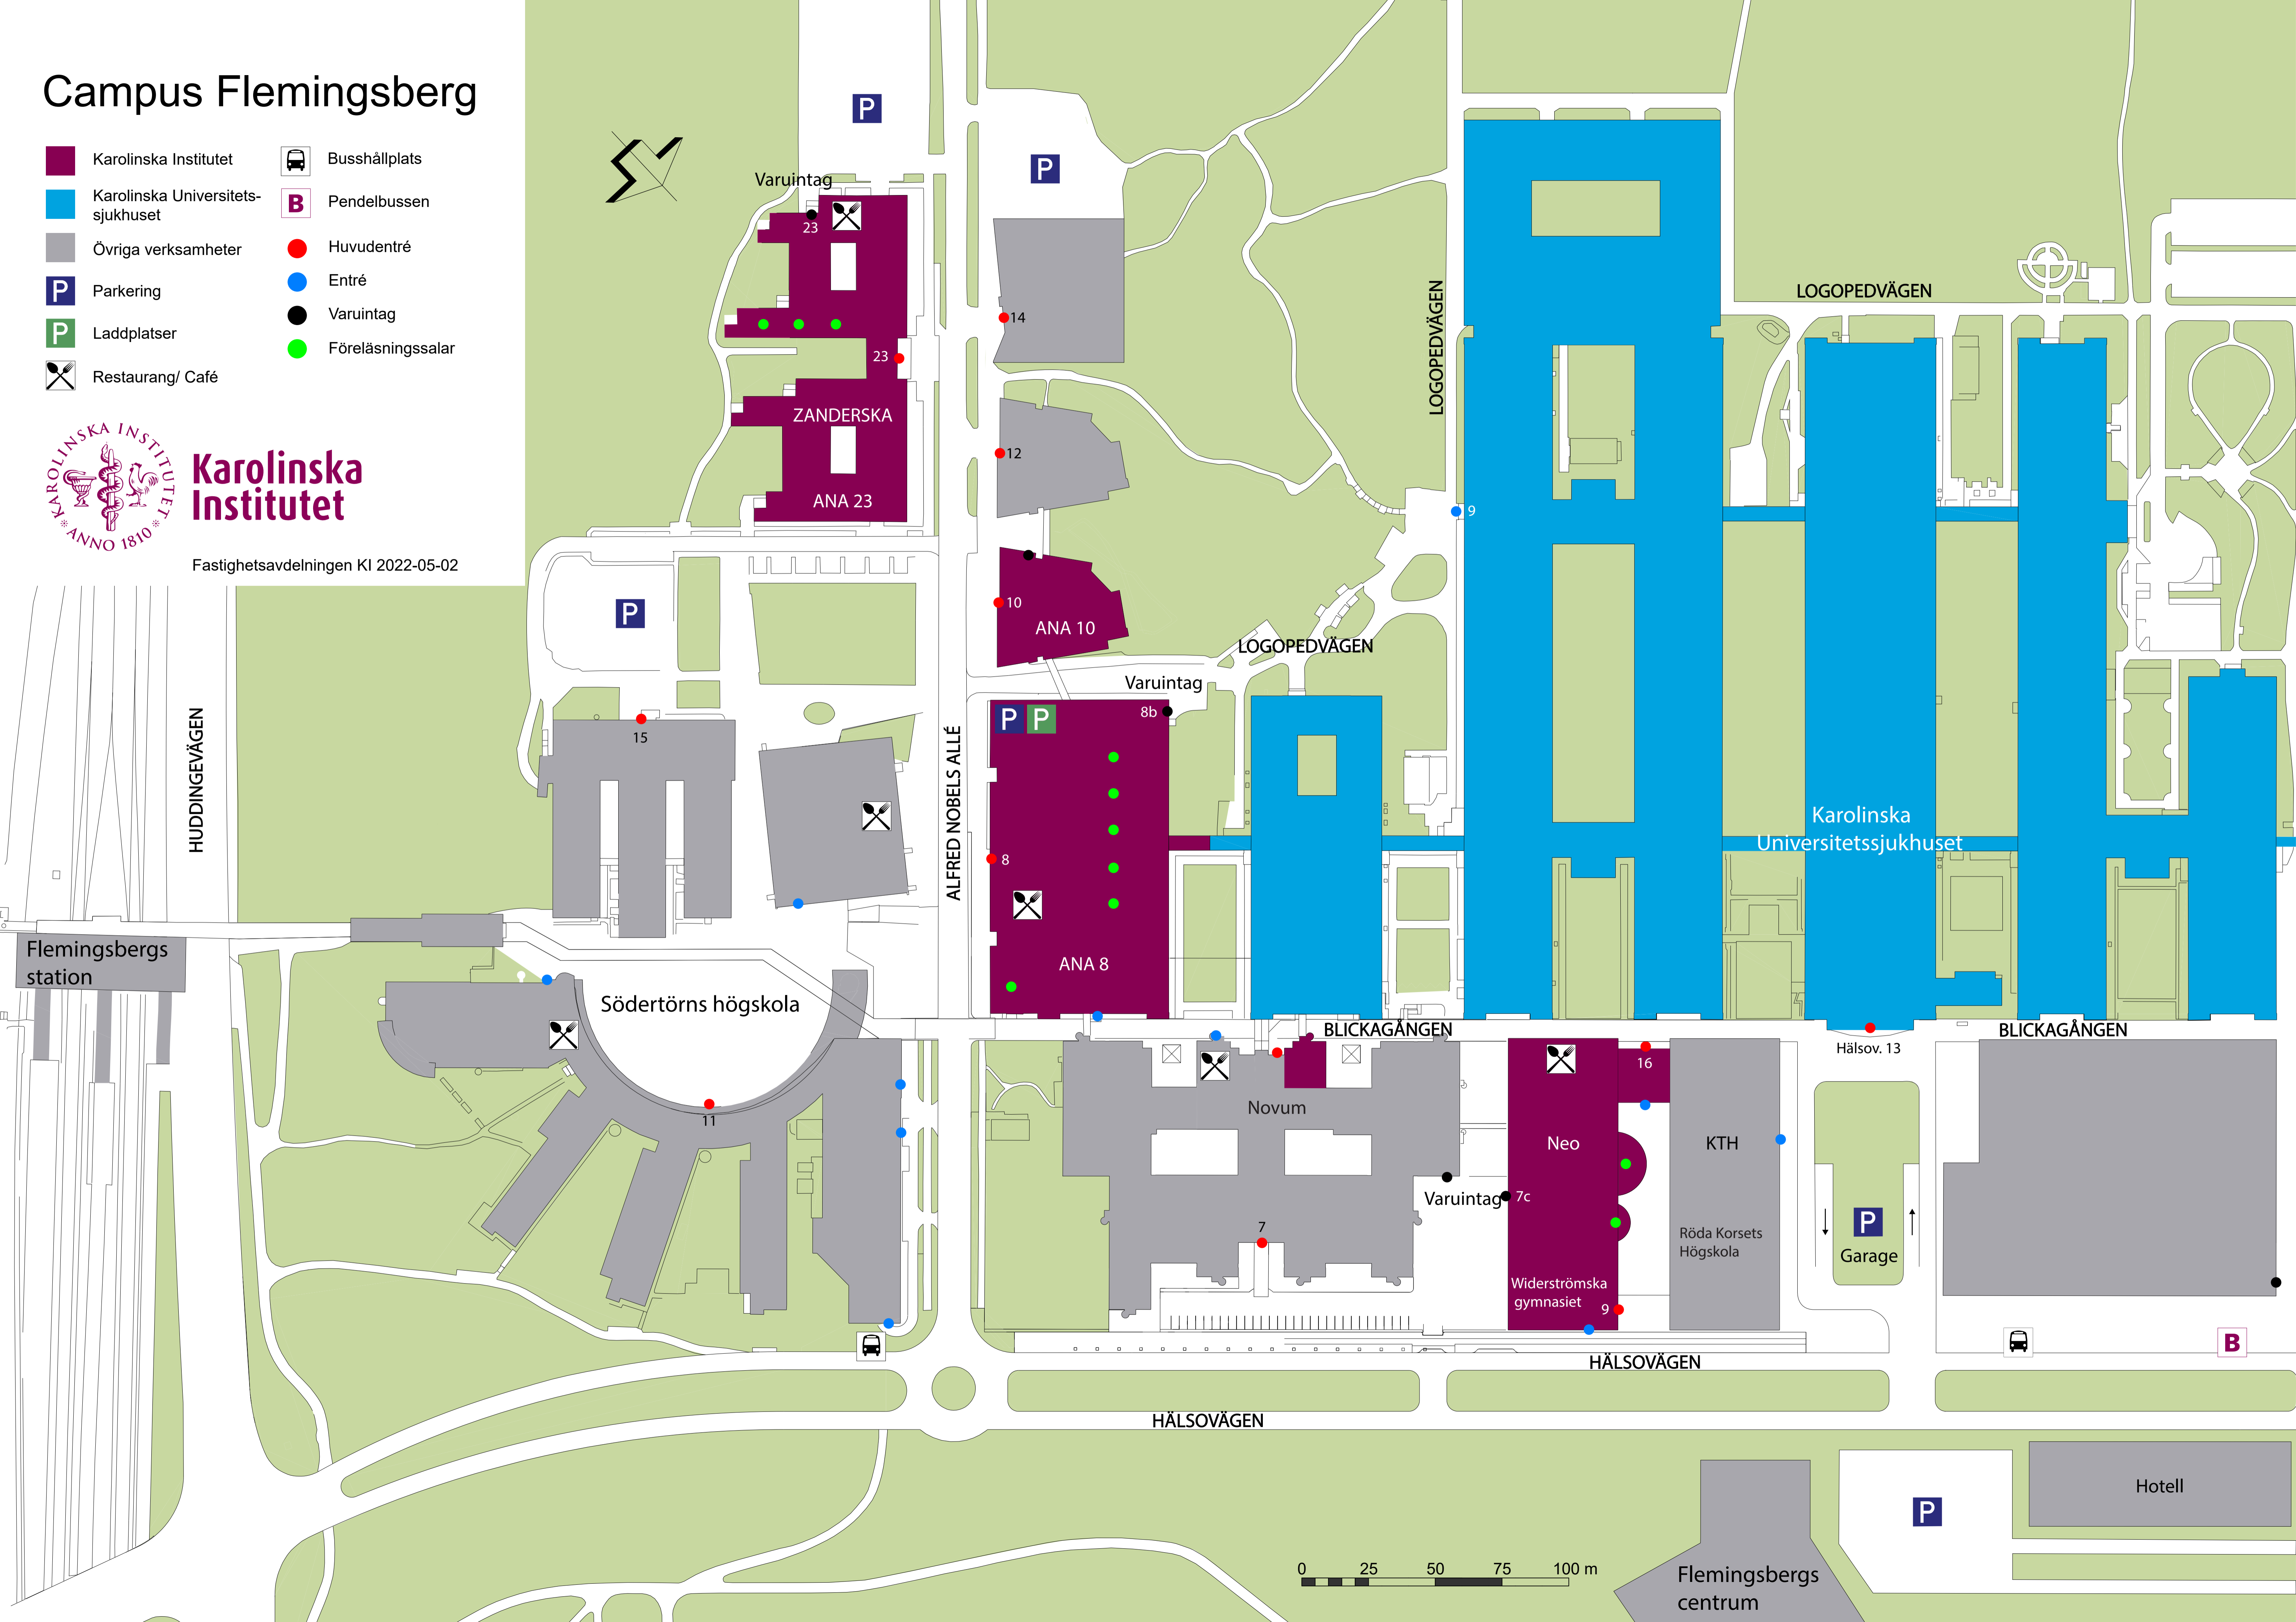 Campus Flemingsberg
Karolinska Institutet
Karolinska Universitets-
sjukhuset
Övriga verksamheter
P
Parkering
P
Laddplatser
Restaurang/ Café
Busshållplats
B
Pendelbussen
Huvudentré
Entré
Varuintag
Föreläsningssalar
KAROLINSKA INSTITUTET
ANNO 1810
Karolinska
Institutet
Fastighetsavdelningen KI 2022-05-02
P
P
Varuintag
23
23
ZANDERSKA
ANA 23
14
12
10
ANA 10
LOGOPEDVÄGEN
LOGOPEDVÄGEN
9
LOGOPEDVÄGEN
P
HUDDINGEVÄGEN
15
ALFRED NOBELS ALLÉ
Varuintag
8b
P
P
8
ANA 8
Karolinska
Universitetssjukhuset
Flemingsbergs
station
Södertörns högskola
11
BLICKAGÅNGEN
BLICKAGÅNGEN
Hälsov. 13
Novum
7
Varuintag
7c
Neo
16
KTH
Röda Korsets
Högskola
Widerströmska
gymnasiet
9
P
Garage
B
HÄLSOVÄGEN
HÄLSOVÄGEN
0 25 50 75 100 m
Flemingsbergs
centrum
P
Hotell